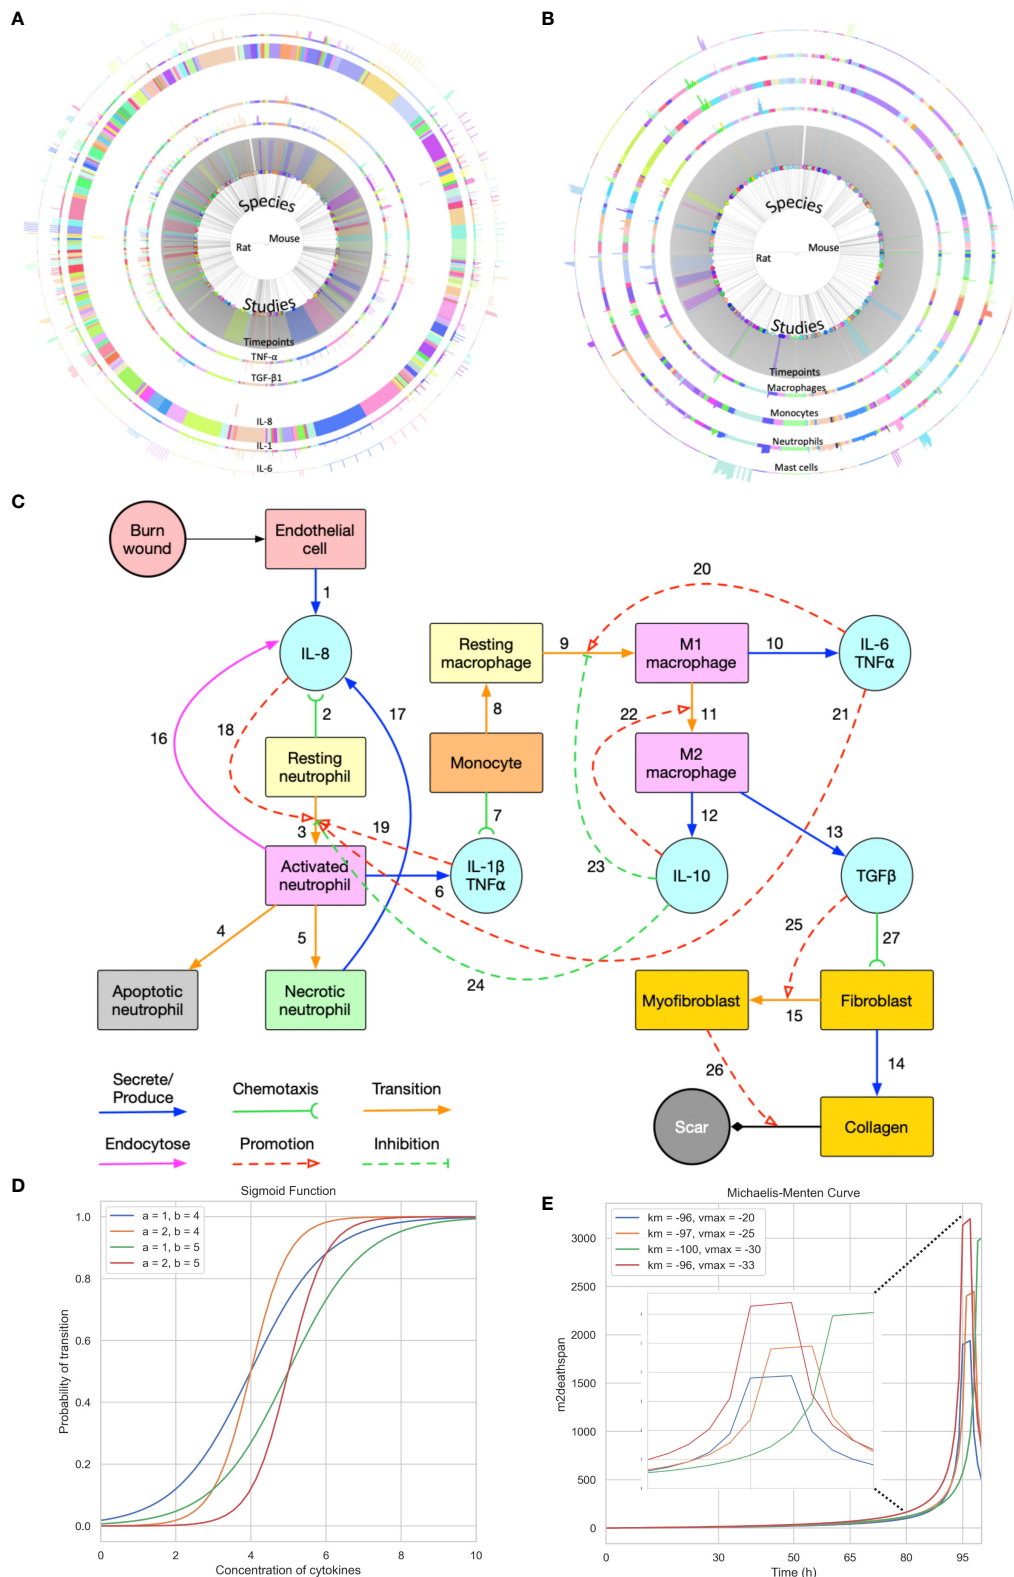 A
Species
Rat
Mouse
Studies
Timepoints
TNF-α
TGF-β1
IL-8
IL-1
IL-6
B
Species
Mouse
Rat
Studies
Timepoints
Macrophages
Monocytes
Neutrophils
Mast cells
C
Burn
wound
Endothelial
cell
1
IL-8
2
16
17
18
Resting
neutrophil
3
19
Activated
neutrophil
4
5
6
Apoptotic
neutrophil
Necrotic
neutrophil
Resting
macrophage
8
Monocyte
7
IL-1β
TNFα
9
20
M1
macrophage
10
IL-6
TNFα
11
22
21
M2
macrophage
12
13
23
IL-10
TGFβ
24
25
27
Myofibroblast
15
Fibroblast
26
14
Scar
Collagen
Secrete/
Produce
Chemotaxis
Transition
Endocytose
Promotion
Inhibition
D
Sigmoid Function
a = 1, b = 4
a = 2, b = 4
a = 1, b = 5
a = 2, b = 5
Probability of transition
1.0
0.8
0.6
0.4
0.2
0.0
0 2 4 6 8 10
Concentration of cytokines
E
Michaelis-Menten Curve
km = -96, vmax = -20
km = -97, vmax = -25
km = -100, vmax = -30
km = -96, vmax = -33
m2deathspan
3000
2500
2000
1500
1000
500
0
0 30 50 65 80 95
Time (h)